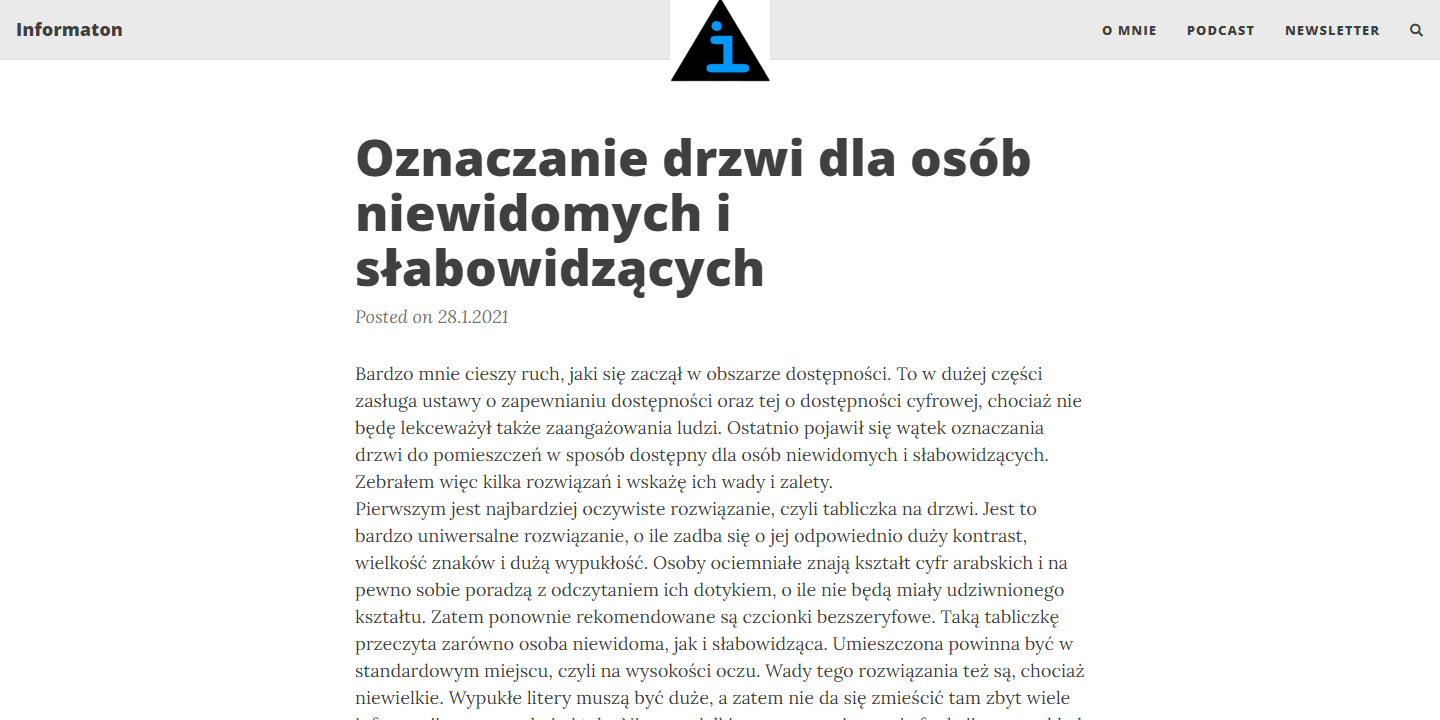 Informaton
i
O MNIE
PODCAST
NEWSLETTER
Oznaczanie drzwi dla osób
niewidomych i
słabowidzących
Posted on 28.1.2021
Bardzo mnie cieszy ruch, jaki się zaczął w obszarze dostępności. To w dużej części
zasługa ustawy o zapewnianiu dostępności oraz tej o dostępności cyfrowej, chociaż nie
będę lekceważył także zaangażowania ludzi. Ostatnio pojawił się wątek oznaczania
drzwi do pomieszczeń w sposób dostępny dla osób niewidomych i słabowidzących.
Zebrałem więc kilka rozwiązań i wskażę ich wady i zalety.
Pierwszym jest najbardziej oczywiste rozwiązanie, czyli tabliczka na drzwi. Jest to
bardzo uniwersalne rozwiązanie, o ile zadba się o jej odpowiednio duży kontrast,
wielkość znaków i dużą wypukłość. Osoby ociemniałe znają kształt cyfr arabskich i na
pewno sobie poradzą z odczytaniem ich dotykiem, o ile nie będą miały udziwnionego
kształtu. Zatem ponownie rekomendowane są czcionki bezszeryfowe. Taką tabliczkę
przeczyta zarówno osoba niewidoma, jak i słabowidząca. Umieszczona powinna być w
standardowym miejscu, czyli na wysokości oczu. Wady tego rozwiązania też są, chociaż
niewielkie. Wypukłe litery muszą być duże, a zatem nie da się zmieścić tam zbyt wiele